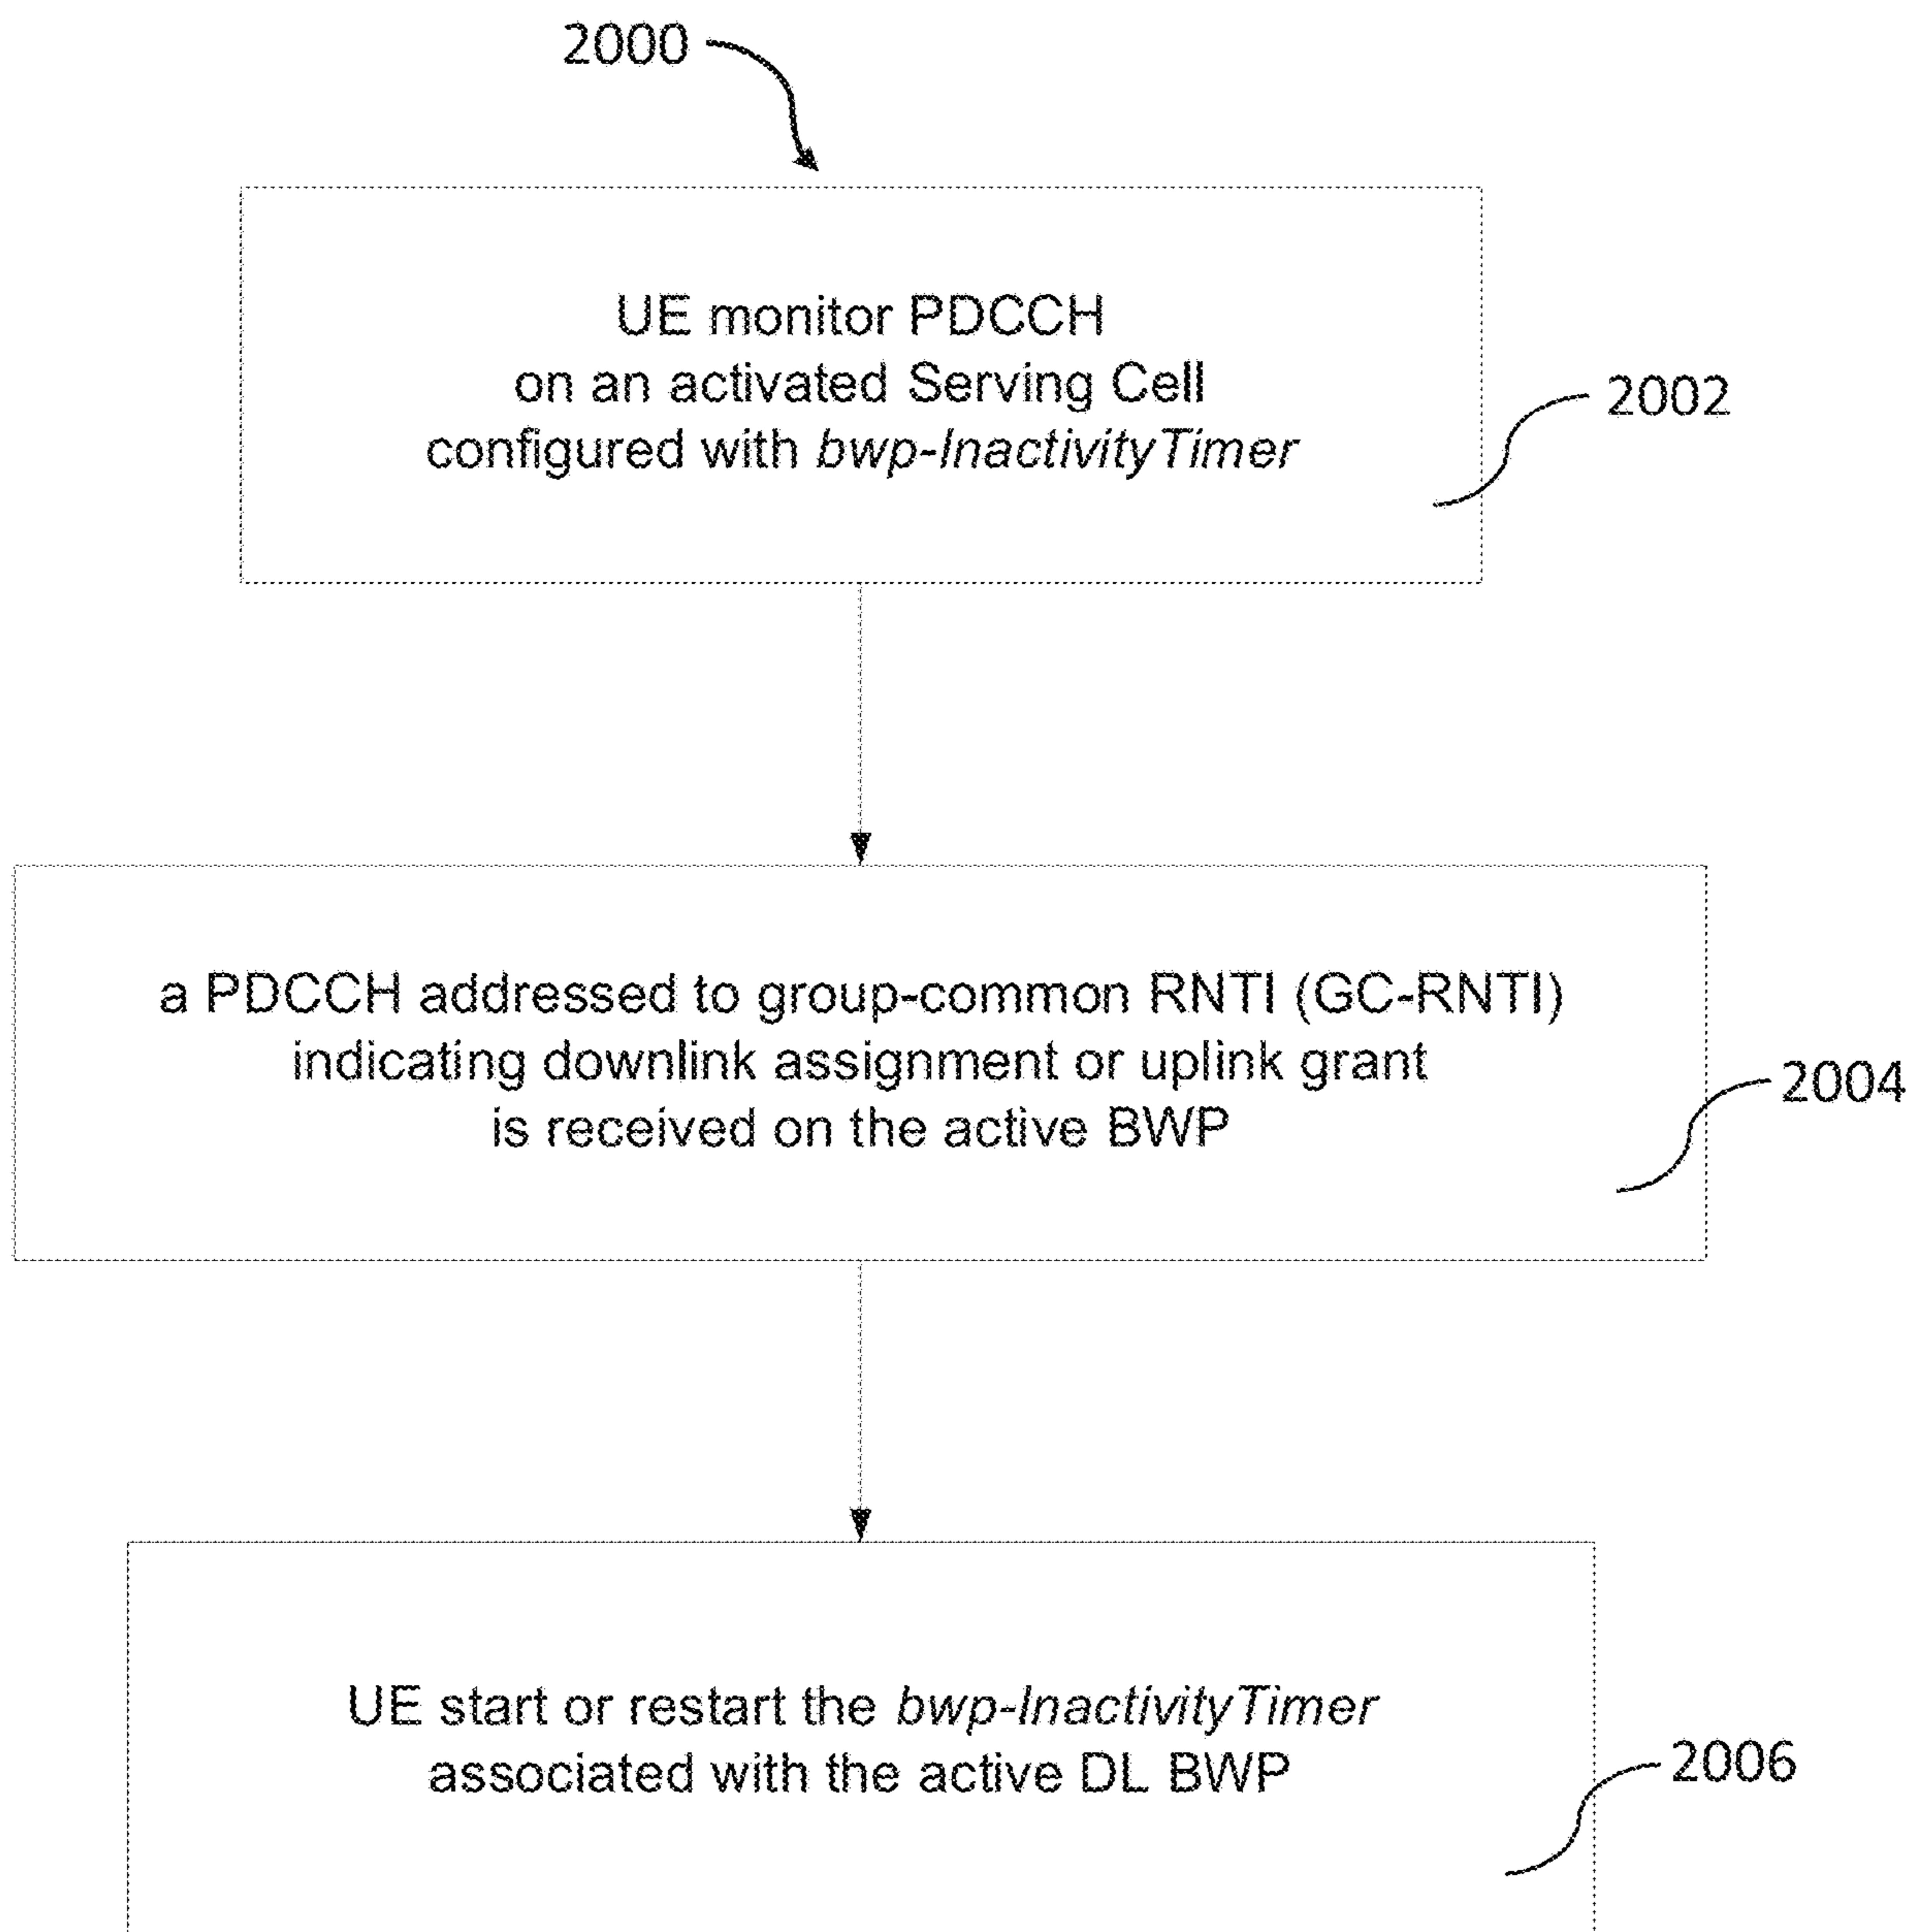 2000
UE monitor PDCCH
on an activated Serving Cell
configured with bwp-InactivityTimer
2002
a PDCCH addressed to group-common RNTI (GC-RNTI)
indicating downlink assignment or uplink grant
is received on the active BWP
2004
UE start or restart the bwp-InactivityTimer
associated with the active DL BWP
2006